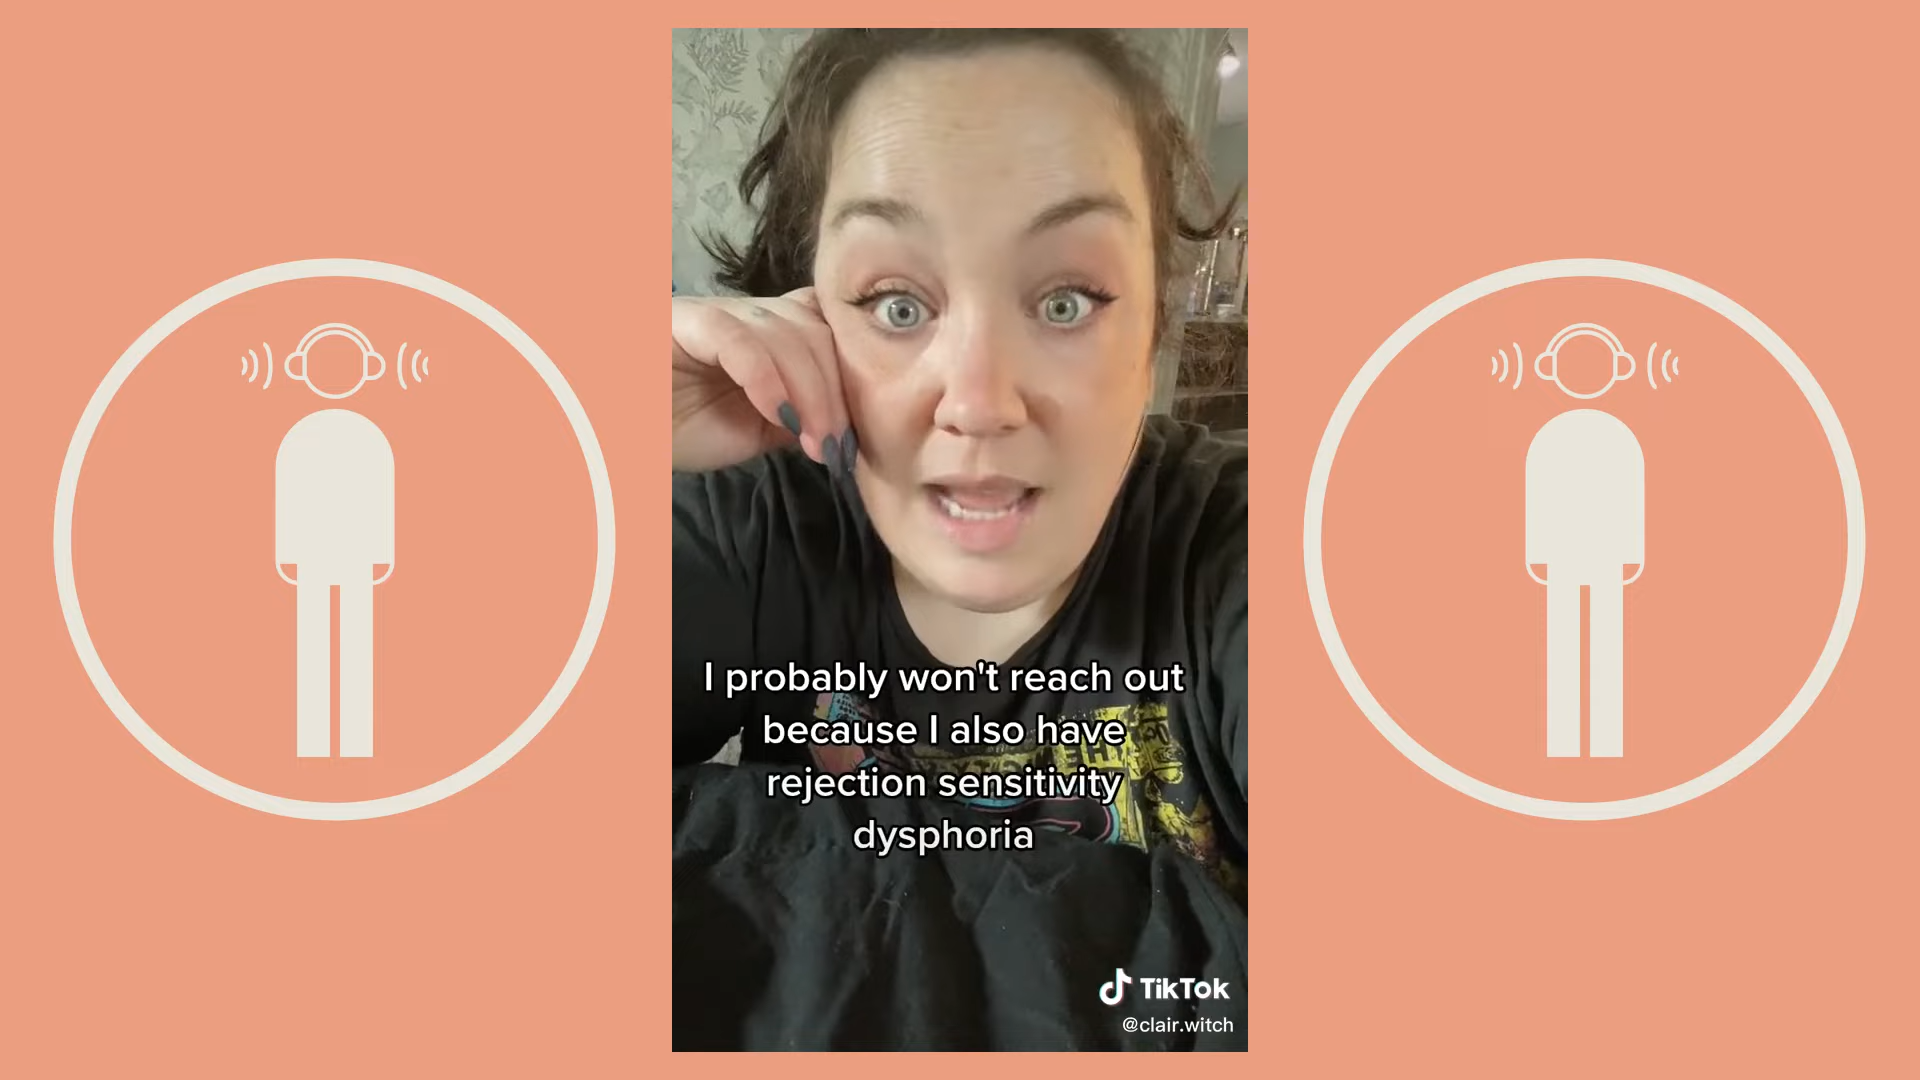 I probably won't reach out
because I also have
rejection sensitivity
dysphoria
TikTok
@clair.witch